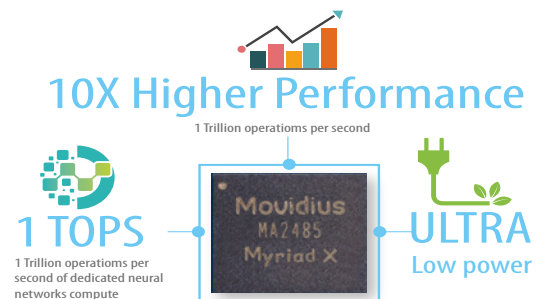 10X Higher Performance
1 Trillion operatioms per second
Movidius
MA2485
Myriad X
1 TOPS
1 Trillion operatioms per
second of dedicated neural
networks compute
ULTRA
Low power